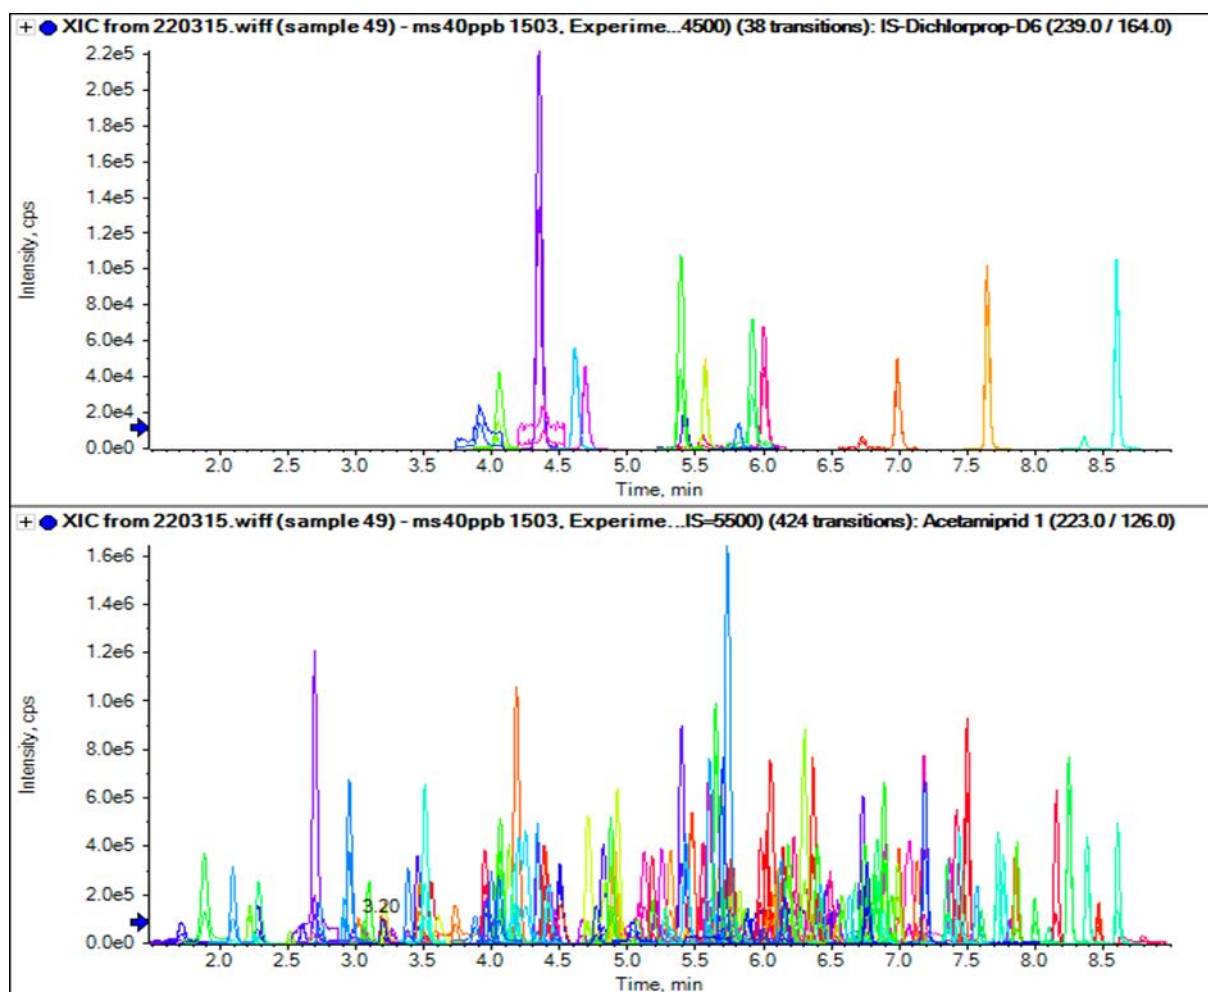 XIC from 220315.wiff (sample 49) - ms40ppb 1503, Experime...4500) (38 transitions): IS-Dichlorprop-D6 (239.0 / 164.0)
2.2e5
2.0e5
1.8e5
1.6e5
1.4e5
1.2e5
1.0e5
8.0e4
6.0e4
4.0e4
2.0e4
0.0e0
Intensity, cps
2.0 2.5 3.0 3.5 4.0 4.5 5.0 5.5 6.0 6.5 7.0 7.5 8.0 8.5
Time, min
XIC from 220315.wiff (sample 49) - ms40ppb 1503, Experime...IS=5500) (424 transitions): Acetamiprid 1 (223.0 / 126.0)
1.6e6
1.4e6
1.2e6
1.0e6
8.0e5
6.0e5
4.0e5
2.0e5
0.0e0
Intensity, cps
3.20
2.0 2.5 3.0 3.5 4.0 4.5 5.0 5.5 6.0 6.5 7.0 7.5 8.0 8.5
Time, min